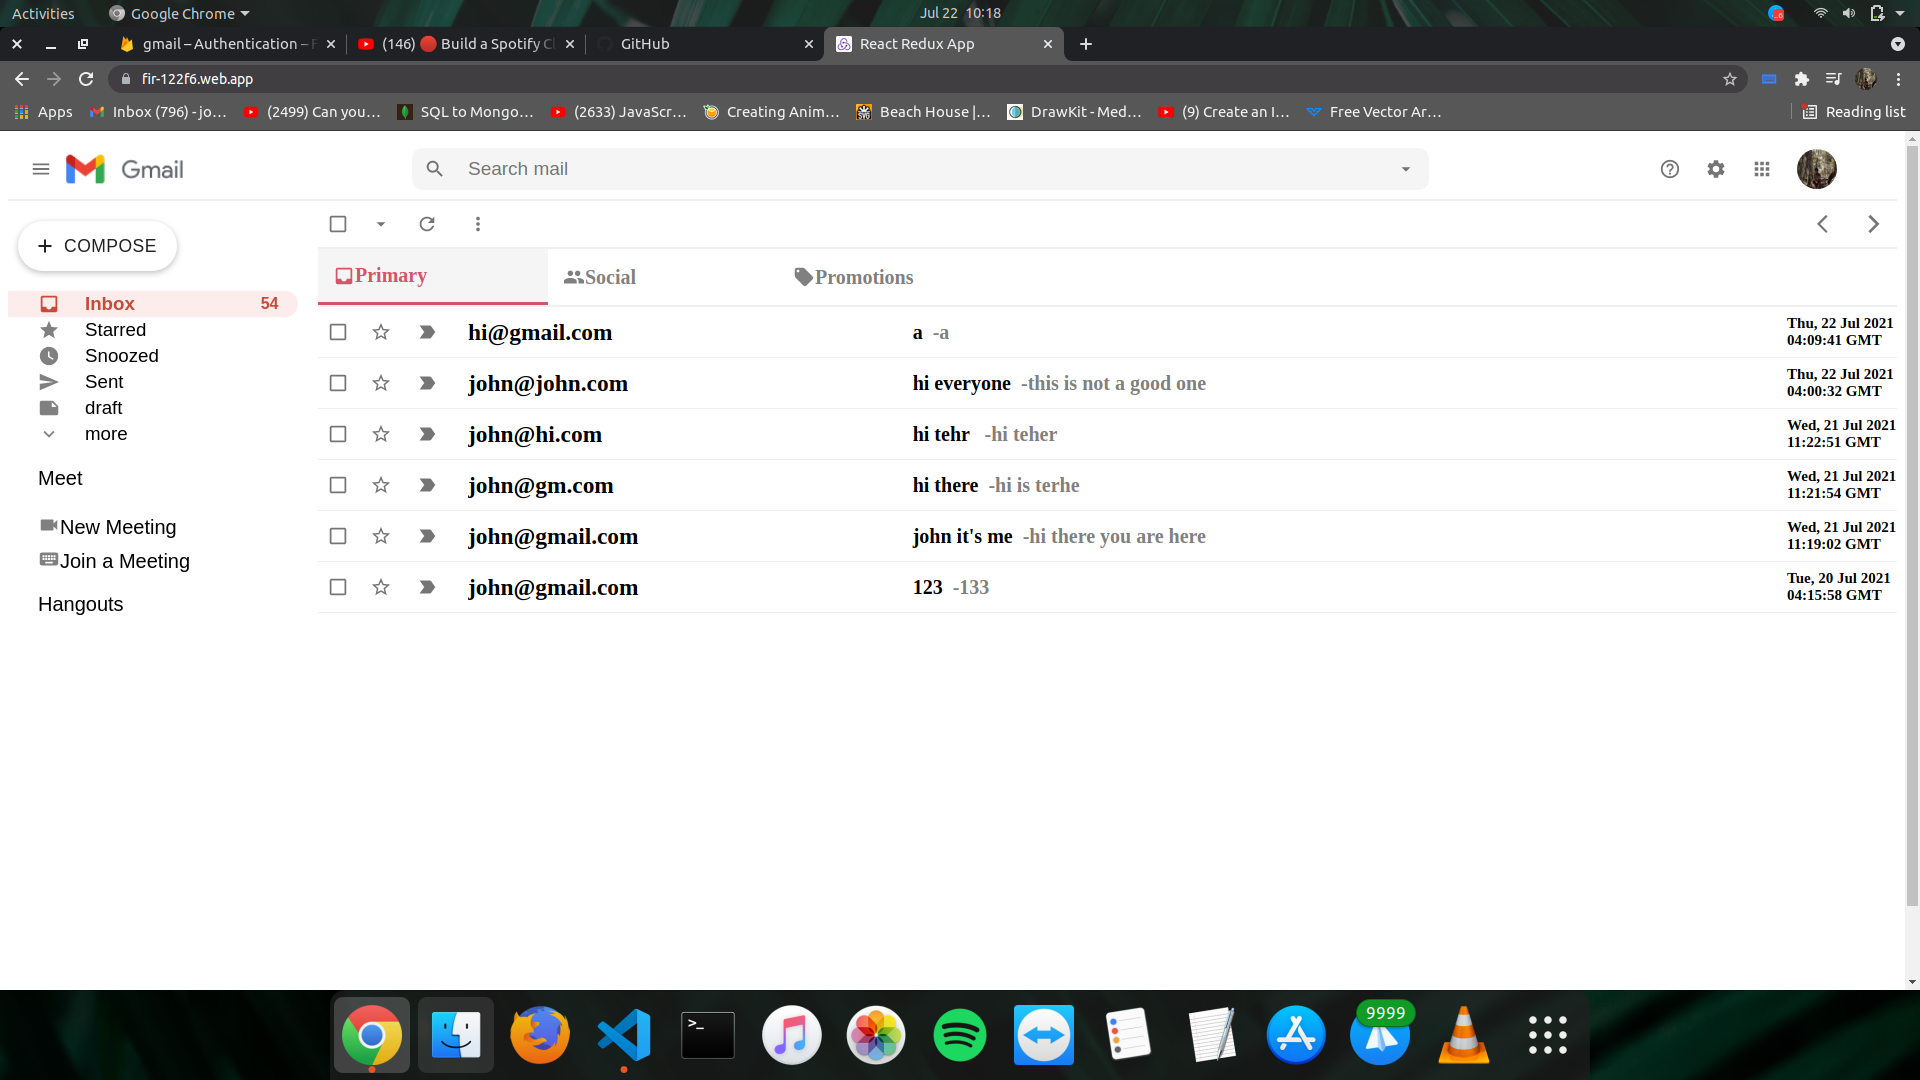 Activities Google Chrome Jul 22 10:18
gmail – Authentication – F (146) Build a Spotify Cl GitHub React Redux App
fir-122f6.web.app
Apps Inbox (796) - jo… (2499) Can you… SQL to Mongo… (2633) JavaScr… Creating Anim… Beach House |… DrawKit - Med… (9) Create an I… Free Vector Ar… Reading list
Gmail Search mail
COMPOSE
Inbox 54
Starred
Snoozed
Sent
draft
more
Meet
New Meeting
Join a Meeting
Hangouts
Primary Social Promotions
hi@gmail.com a -a Thu, 22 Jul 2021
04:09:41 GMT
john@john.com hi everyone -this is not a good one Thu, 22 Jul 2021
04:00:32 GMT
john@hi.com hi tehr -hi teher Wed, 21 Jul 2021
11:22:51 GMT
john@gm.com hi there -hi is terhe Wed, 21 Jul 2021
11:21:54 GMT
john@gmail.com john it's me -hi there you are here Wed, 21 Jul 2021
11:19:02 GMT
john@gmail.com 123 -133 Tue, 20 Jul 2021
04:15:58 GMT
>_
9999